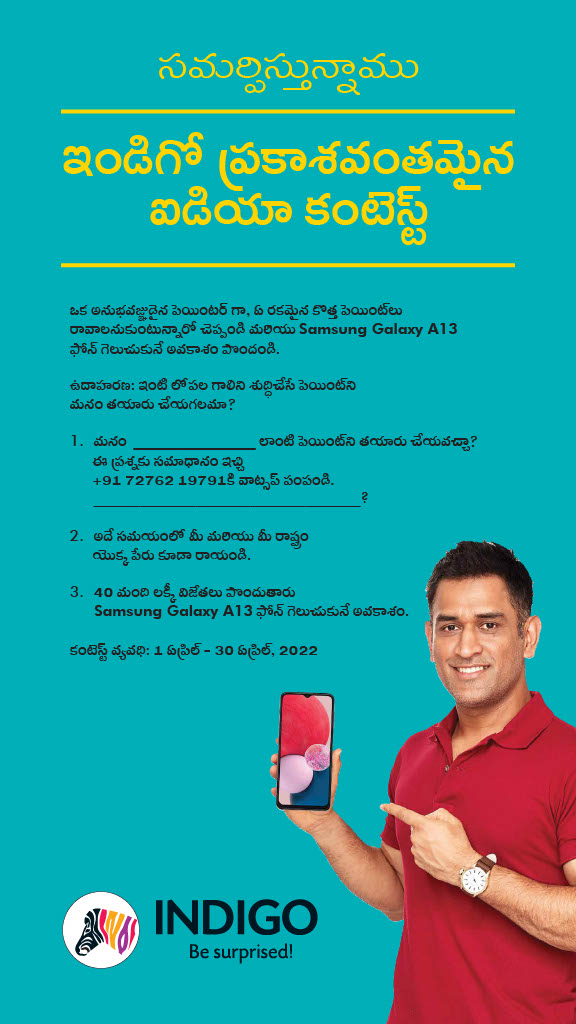 సమర్పిస్తున్నాము
ఇండిగో ప్రకాశవంతమైన
ఐడియా కంటెస్ట్
ఒక అనుభవజ్ఞుడైన పెయింటర్ గా, ఏ రకమైన కొత్త పెయింట్‌లు
రావాలనుకుంటున్నారో చెప్పండి మరియు Samsung Galaxy A13
ఫోన్ గెలుచుకునే అవకాశం పొందండి.
ఉదాహరణ: ఇంటి లోపల గాలిని శుద్ధిచేసే పెయింట్‌ని
మనం తయారు చేయగలమా?
1. మనం ______________ లాంటి పెయింట్‌ని తయారు చేయవచ్చా?
ఈ ప్రశ్నకు సమాధానం ఇచ్చి
+91 72762 19791కి వాట్సప్ పంపండి.
______________________________?
2. అదే సమయంలో మీ మరియు మీ రాష్ట్రం
యొక్క పేరు కూడా రాయండి.
3. 40 మంది లక్కీ విజేతలు పొందుతారు
Samsung Galaxy A13 ఫోన్ గెలుచుకునే అవకాశం.
కంటెస్ట్ వ్యవధి: 1 ఏప్రిల్ – 30 ఏప్రిల్, 2022
INDIGO
Be surprised!